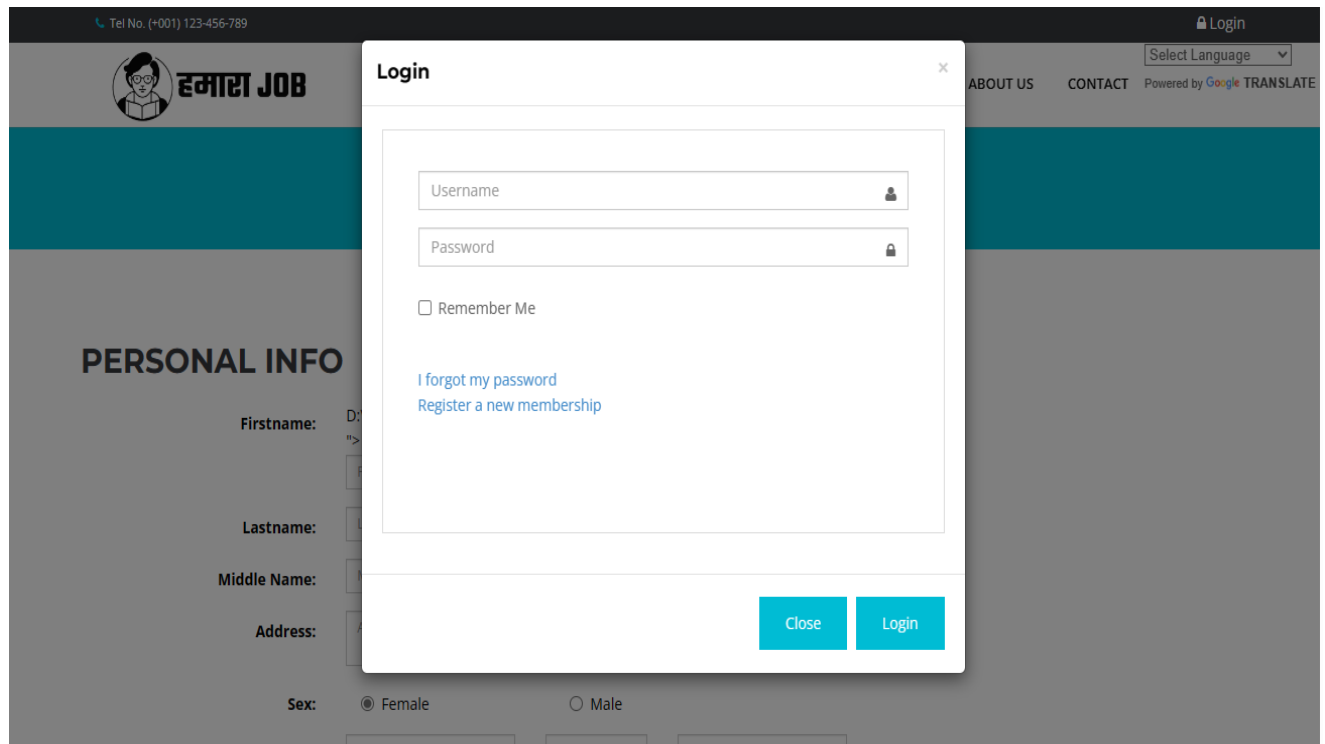 Tel No. (+001) 123-456-789
Login
हमारा JOB
ABOUT US
CONTACT
Select Language
Powered by Google TRANSLATE
Login
×
Username
Password
Remember Me
I forgot my password
Register a new membership
Close
Login
PERSONAL INFO
Firstname:
D:\
">
Lastname:
Middle Name:
Address:
Sex:
Female
Male